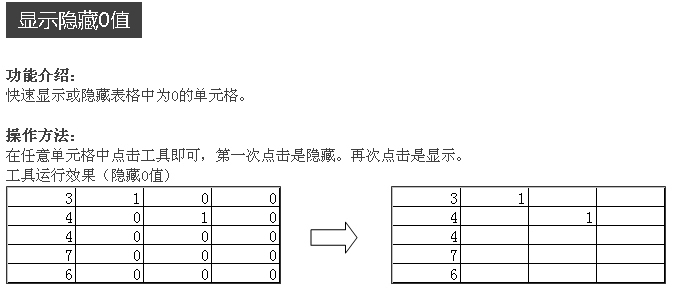 显示隐藏0值
功能介绍：
快速显示或隐藏表格中为0的单元格。
操作方法：
在任意单元格中点击工具即可，第一次点击是隐藏。再次点击是显示。
工具运行效果（隐藏0值）
3 1 0 0
4 0 1 0
4 0 0 0
7 0 0 0
6 0 0 0
3 1
4 1
4
7
6